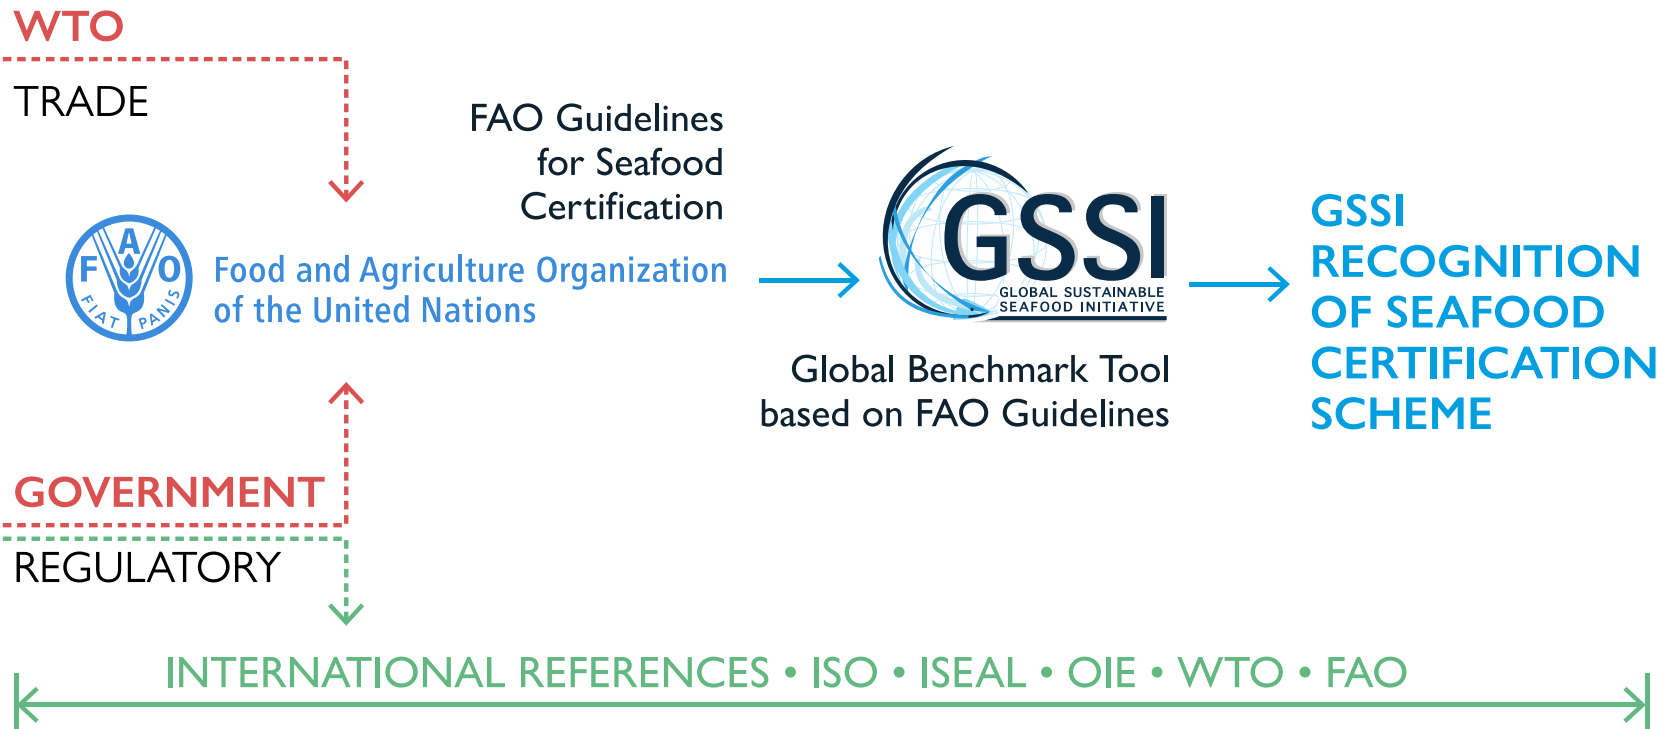 WTO
TRADE
FAO Guidelines
for Seafood
Certification
F A O
FIAT PANIS
Food and Agriculture Organization
of the United Nations
GSSI
GLOBAL SUSTAINABLE
SEAFOOD INITIATIVE
Global Benchmark Tool
based on FAO Guidelines
GSSI
RECOGNITION
OF SEAFOOD
CERTIFICATION
SCHEME
GOVERNMENT
REGULATORY
INTERNATIONAL REFERENCES • ISO • ISEAL • OIE • WTO • FAO